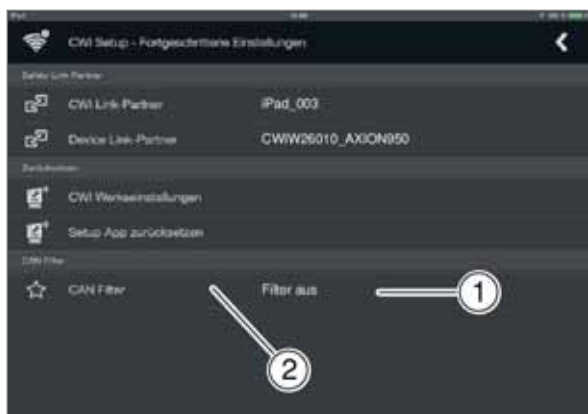 iPad
CWI Setup - Fortgeschrittene Einstellungen
Safety Link Partner
CWI Link-Partner iPad_003
Device Link-Partner CWIW26010_AXION950
Zurücksetzen
CWI Werkseinstellungen
Setup App zurücksetzen
CAN Filter
CAN Filter Filter aus
1
2